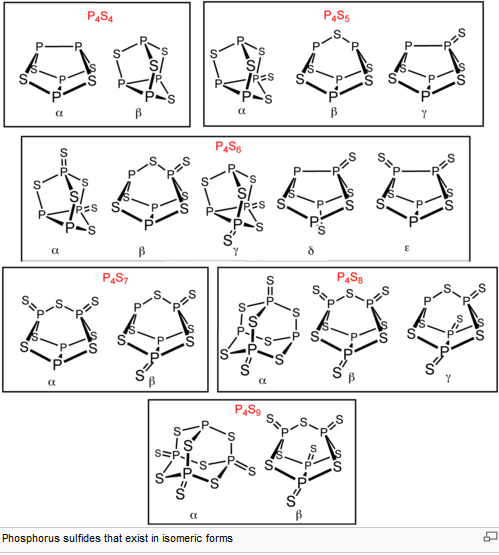 P4S4
P P
S P S
S P S
α
P
S S
S
P P
P S
β
P4S5
P
S S
S
P P S
P S
α
S
P P
S P S
S P S
β
P P S
S P S
S P S
γ
P4S6
S
P
S S
S
P P S
P S
α
S S
P P
S P S
S P S
β
P
S S
S
P P S
P S
S
γ
P P S
S P S
S S
S P
δ
S P P S
S P S
S P S
ε
P4S7
S S S
P P
S P S
S P S
α
S S
P P
S P S
S P S
S
β
P4S8
S
P
S S
P S P
S P S
S
α
S S S
P P
S P S
S P S
S
β
S S
P P
S
S P S
S P S
S
γ
P4S9
P
S S
S
S P S P S
S P S
S
α
S S S
P P
S
S P S
S P S
S
β
Phosphorus sulfides that exist in isomeric forms